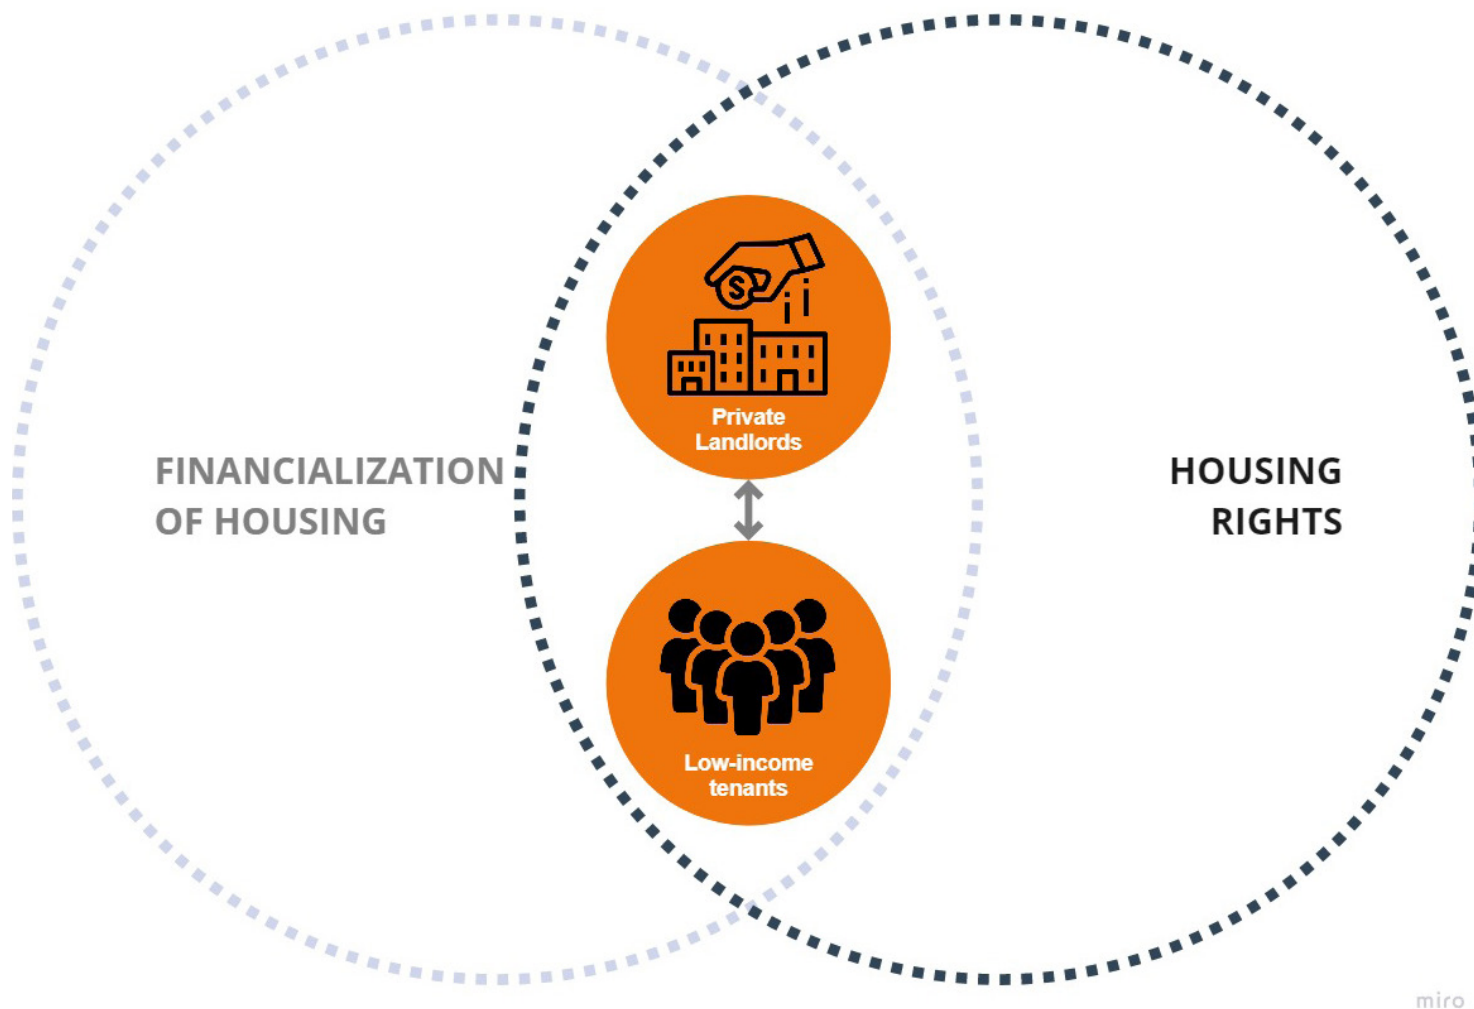 $
Private
Landlords
FINANCIALIZATION
OF HOUSING
HOUSING
RIGHTS
Low-income
tenants
miro